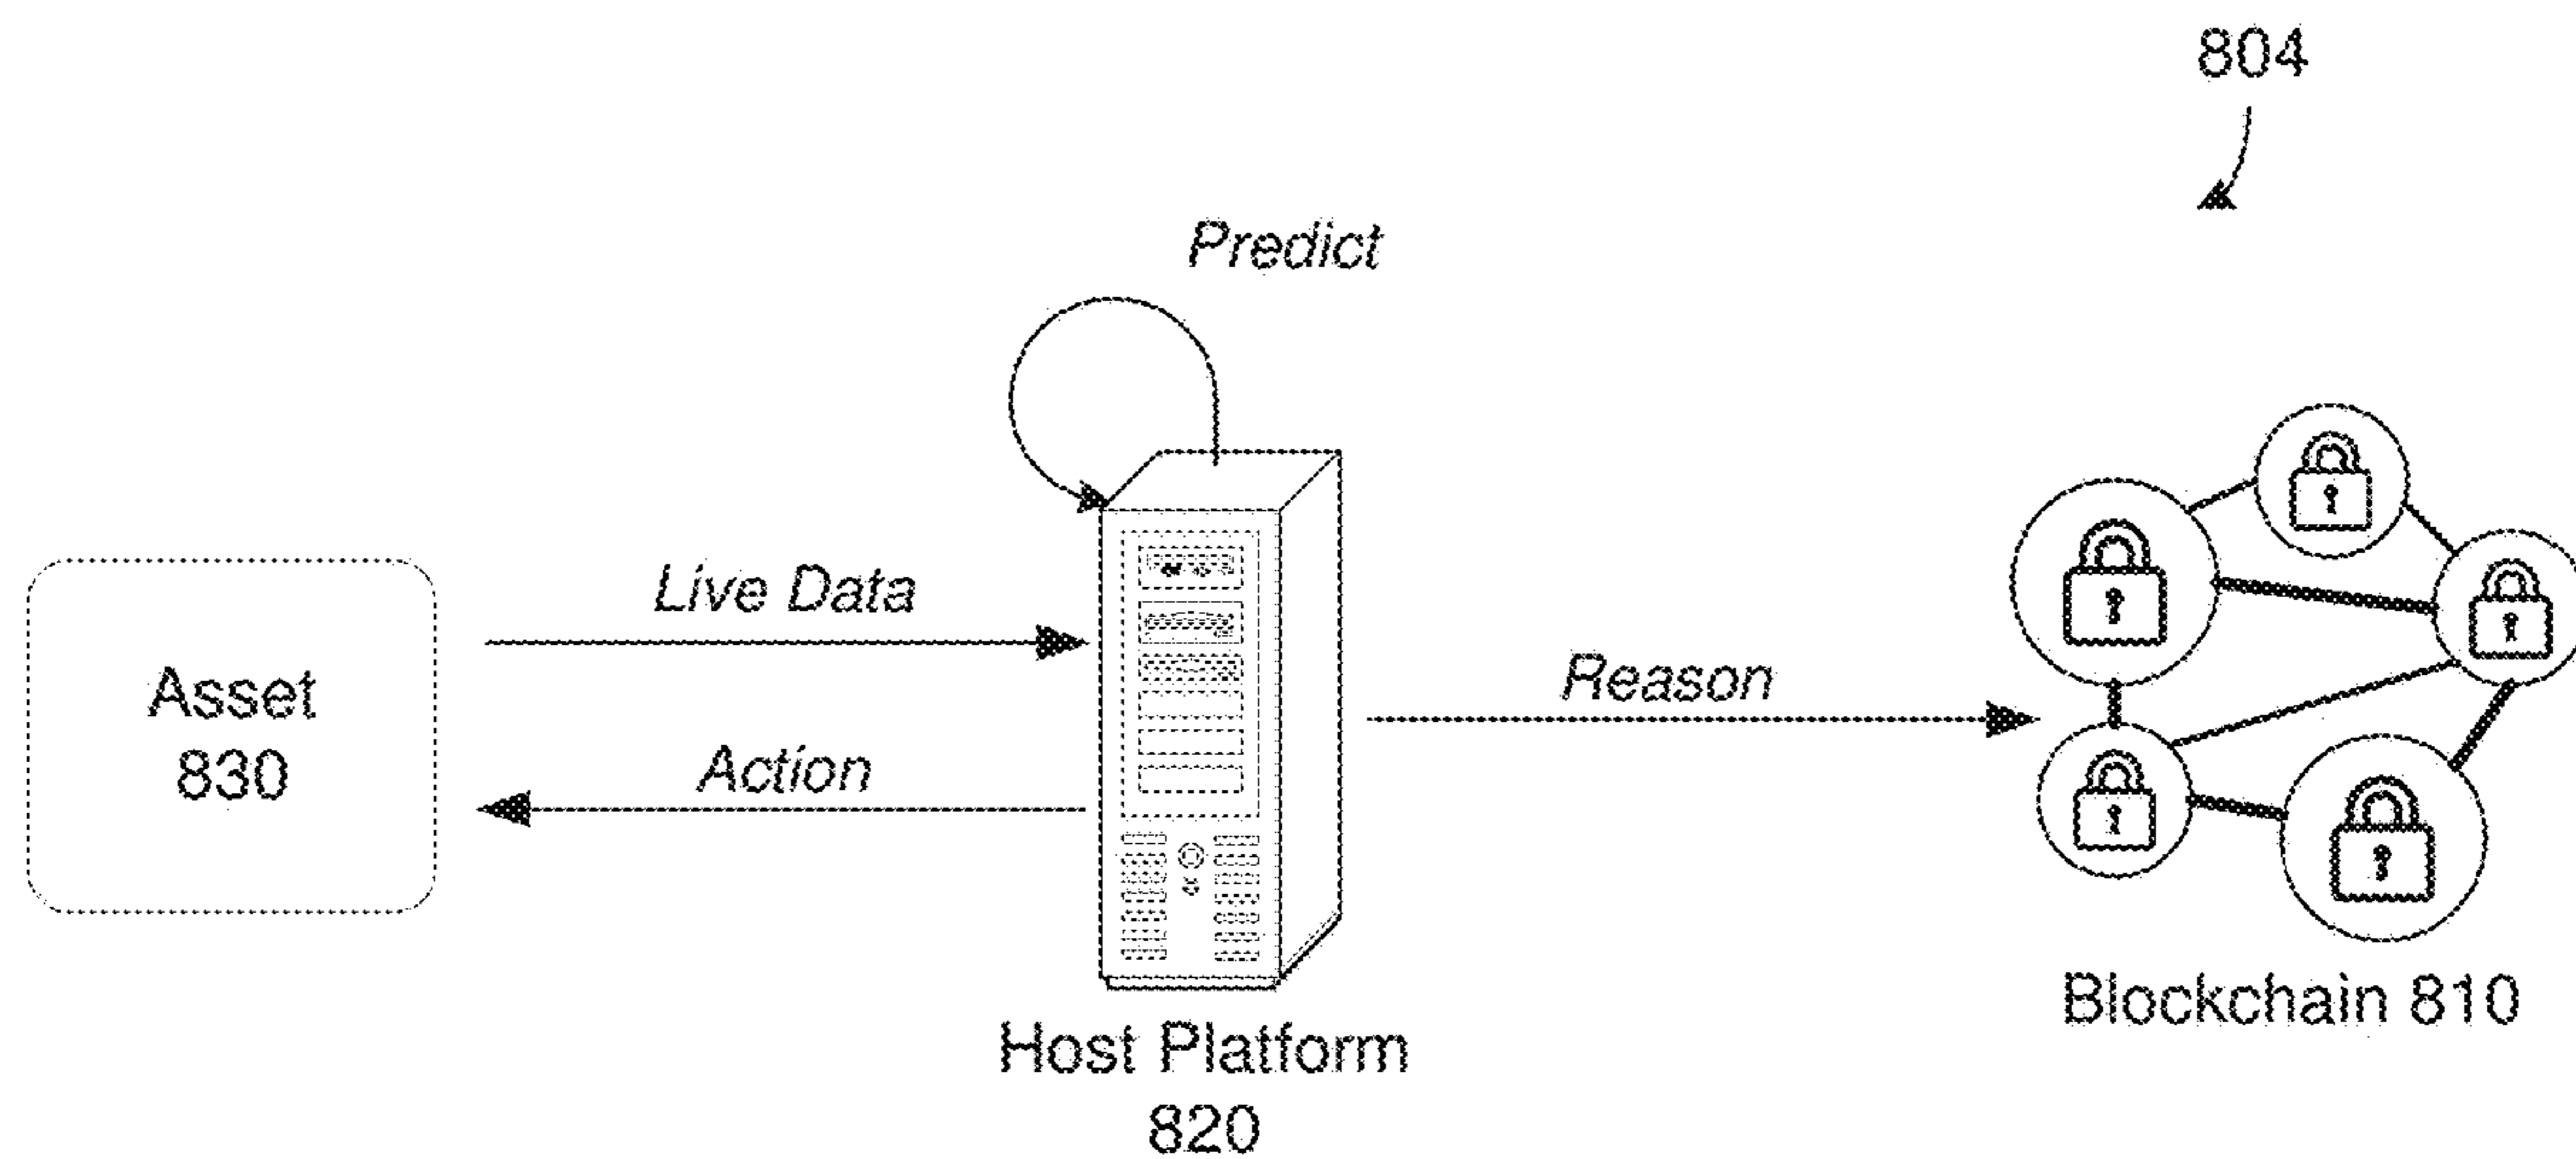 804
Predict
Live Data
Asset
830
Reason
Action
Blockchain 810
Host Platform
820